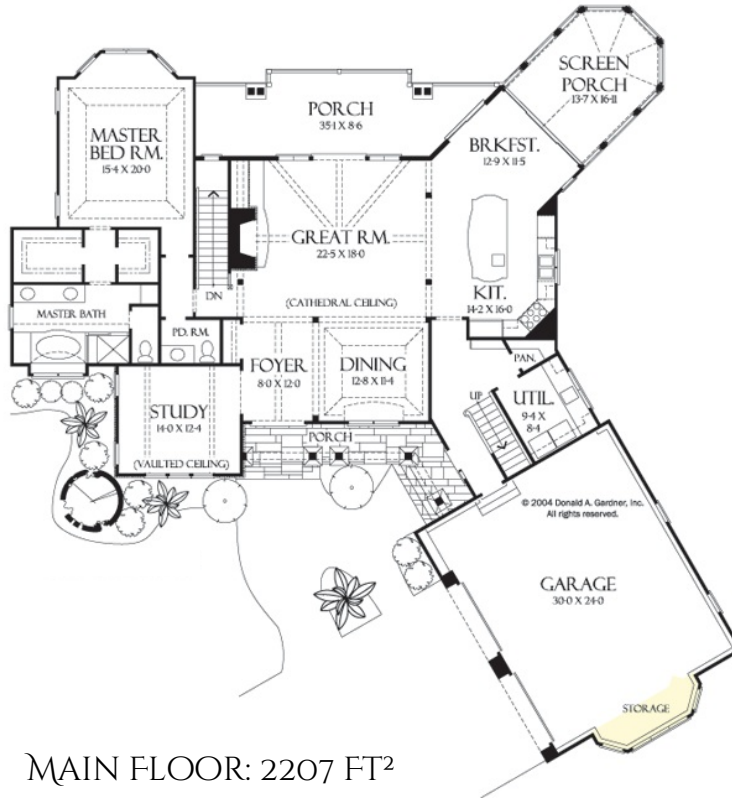 SCREEN
PORCH
13-7 X 16-11
PORCH
35-1 X 8-6
MASTER
BED RM.
15-4 X 20-0
BRKFST.
12-9 X 11-5
GREAT RM.
22-5 X 18-0
(CATHEDRAL CEILING)
KIT.
14-2 X 16-0
DN
MASTER BATH
PD. RM.
FOYER
8-0 X 12-0
DINING
12-8 X 11-4
PAN.
UP
UTIL.
9-4 X
8-4
STUDY
14-0 X 12-4
(VAULTED CEILING)
PORCH
© 2004 Donald A. Gardner, Inc.
All rights reserved.
GARAGE
30-0 X 24-0
STORAGE
MAIN FLOOR: 2207 FT²